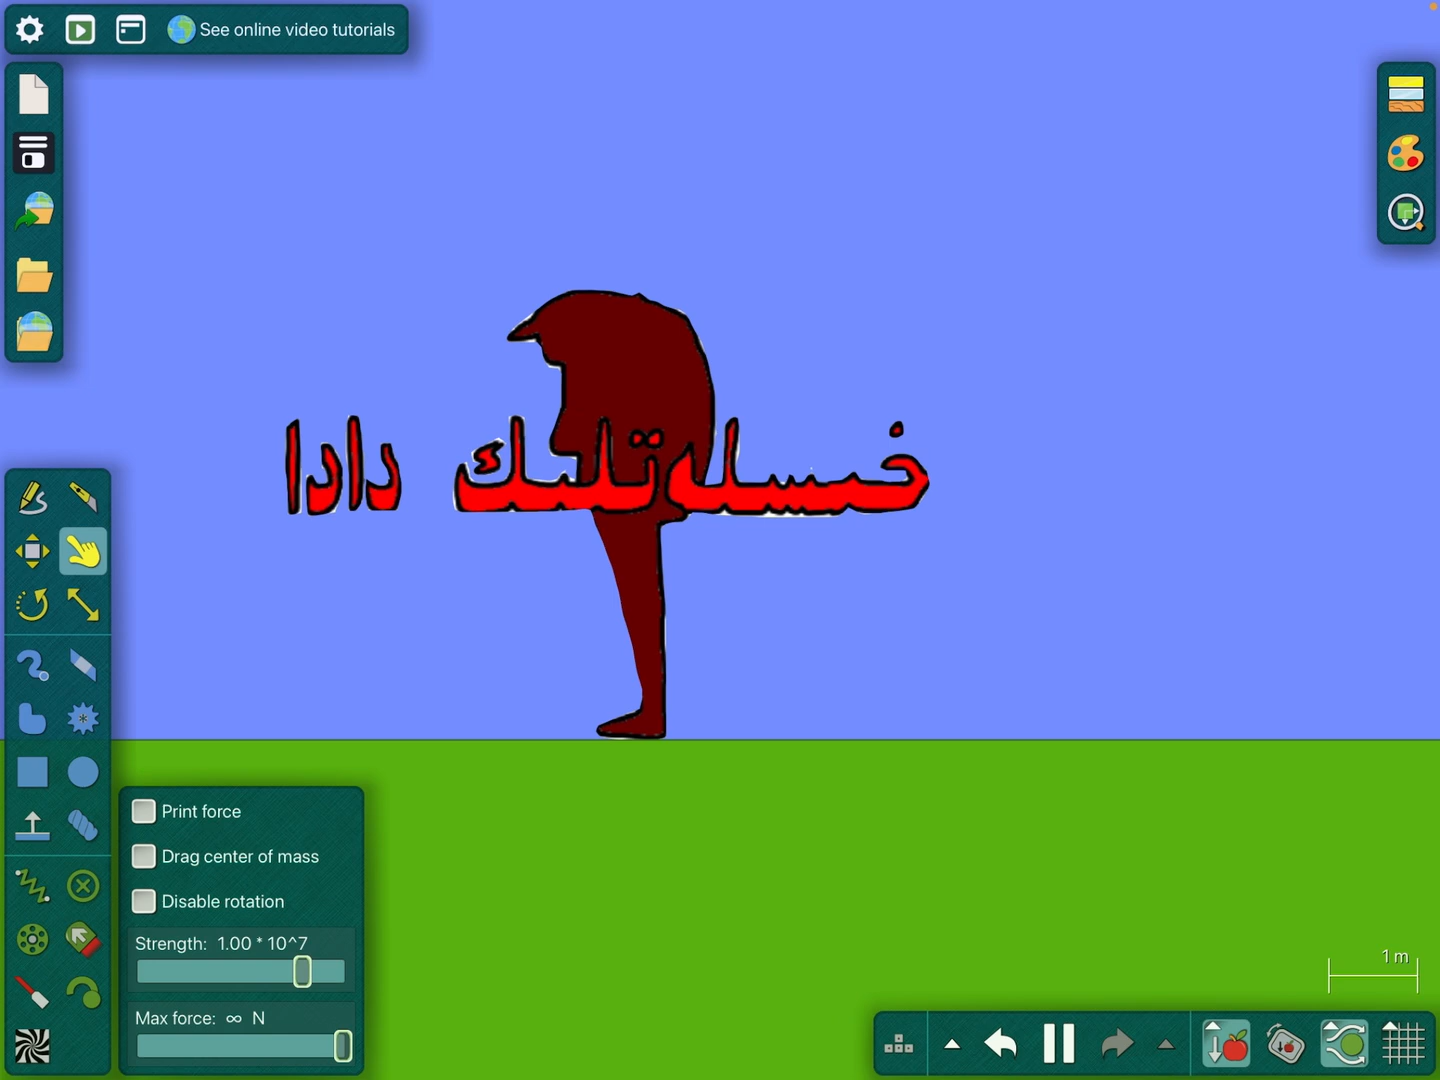 See online video tutorials
خىسلەتلىك دادا
Print force
Drag center of mass
Disable rotation
Strength: 1.00 * 10^7
Max force: ∞ N
1 m